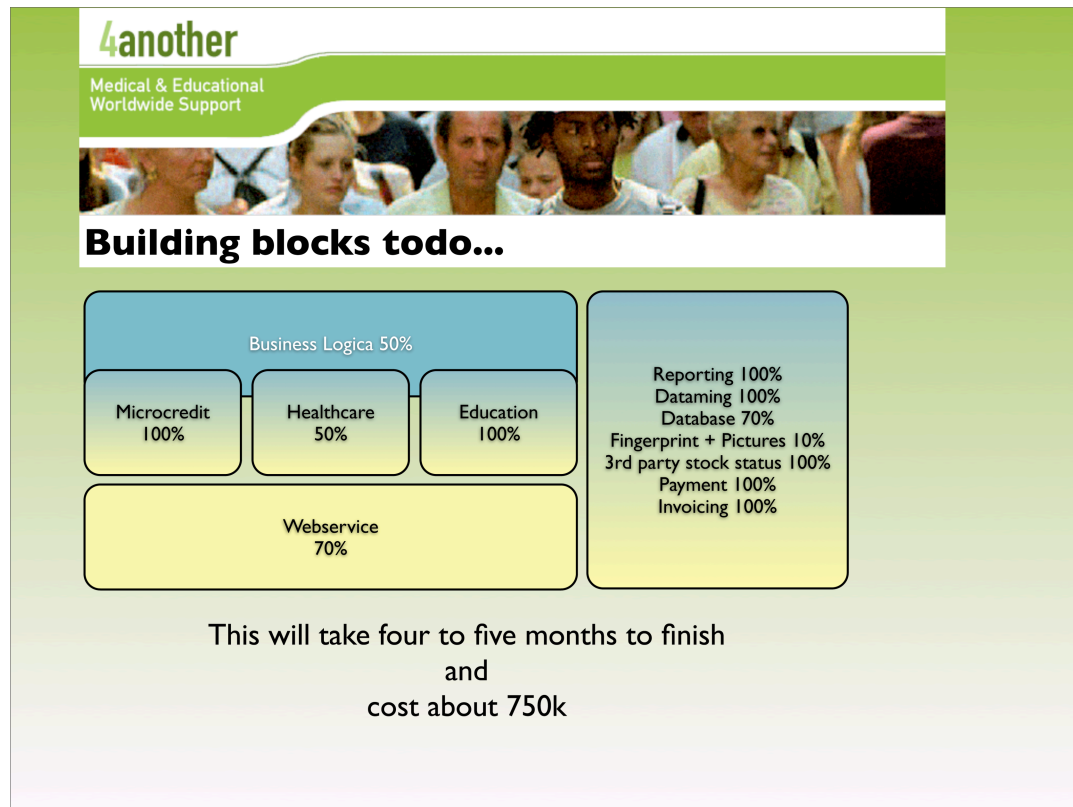 4another
Medical & Educational
Worldwide Support
Building blocks todo...
Business Logica 50%
Microcredit
100%
Healthcare
50%
Education
100%
Webservice
70%
Reporting 100%
Dataming 100%
Database 70%
Fingerprint + Pictures 10%
3rd party stock status 100%
Payment 100%
Invoicing 100%
This will take four to five months to finish
and
cost about 750k